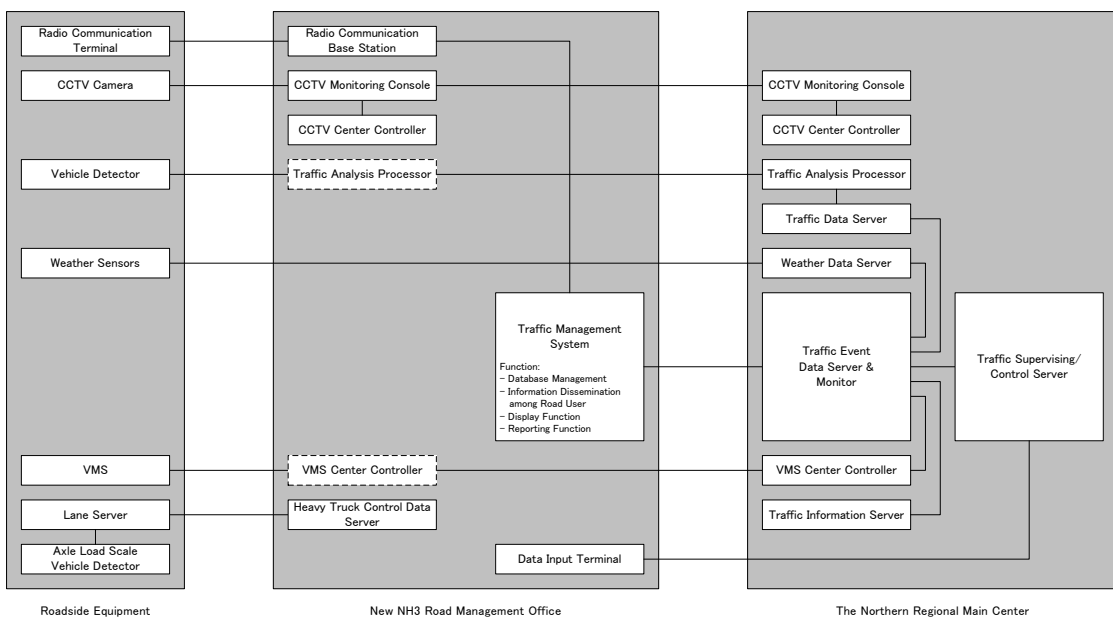 Radio Communication
Terminal
CCTV Camera
Vehicle Detector
Weather Sensors
VMS
Lane Server
Axle Load Scale
Vehicle Detector
Roadside Equipment
Radio Communication
Base Station
CCTV Monitoring Console
CCTV Center Controller
Traffic Analysis Processor
Traffic Management
System
Function:
- Database Management
- Information Dissemination
among Road User
- Display Function
- Reporting Function
VMS Center Controller
Heavy Truck Control Data
Server
Data Input Terminal
New NH3 Road Management Office
CCTV Monitoring Console
CCTV Center Controller
Traffic Analysis Processor
Traffic Data Server
Weather Data Server
Traffic Event
Data Server &
Monitor
Traffic Supervising/
Control Server
VMS Center Controller
Traffic Information Server
The Northern Regional Main Center